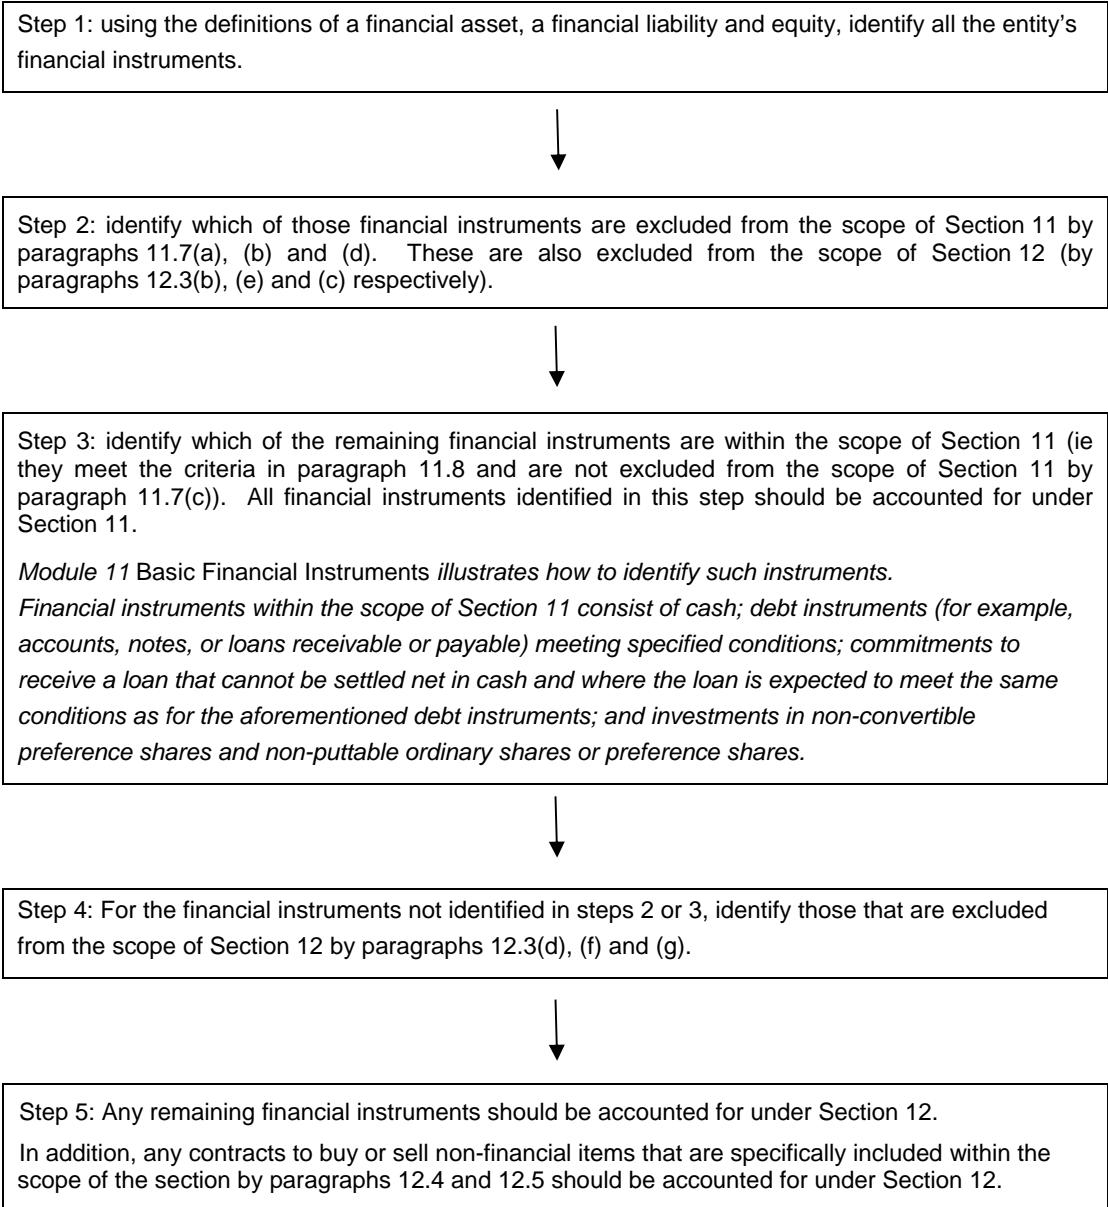 Step 1: using the definitions of a financial asset, a financial liability and equity, identify all the entity’s
financial instruments.
Step 2: identify which of those financial instruments are excluded from the scope of Section 11 by
paragraphs 11.7(a), (b) and (d). These are also excluded from the scope of Section 12 (by
paragraphs 12.3(b), (e) and (c) respectively).
Step 3: identify which of the remaining financial instruments are within the scope of Section 11 (ie
they meet the criteria in paragraph 11.8 and are not excluded from the scope of Section 11 by
paragraph 11.7(c)). All financial instruments identified in this step should be accounted for under
Section 11.
Module 11 Basic Financial Instruments illustrates how to identify such instruments.
Financial instruments within the scope of Section 11 consist of cash; debt instruments (for example,
accounts, notes, or loans receivable or payable) meeting specified conditions; commitments to
receive a loan that cannot be settled net in cash and where the loan is expected to meet the same
conditions as for the aforementioned debt instruments; and investments in non-convertible
preference shares and non-puttable ordinary shares or preference shares.
Step 4: For the financial instruments not identified in steps 2 or 3, identify those that are excluded
from the scope of Section 12 by paragraphs 12.3(d), (f) and (g).
Step 5: Any remaining financial instruments should be accounted for under Section 12.
In addition, any contracts to buy or sell non-financial items that are specifically included within the
scope of the section by paragraphs 12.4 and 12.5 should be accounted for under Section 12.